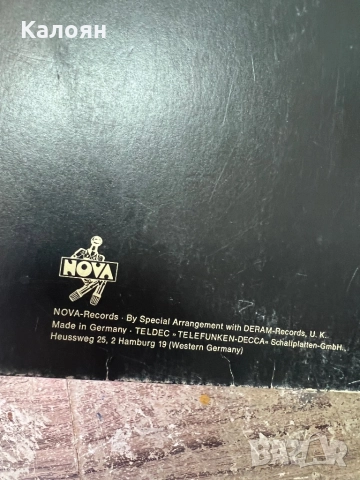 Калоян
NOVA
NOVA-Records · By Special Arrangement with DERAM-Records, U. K.
Made in Germany · TELDEC »TELEFUNKEN-DECCA« Schallplatten-GmbH
Heussweg 25, 2 Hamburg 19 (Western Germany)
BAZAR